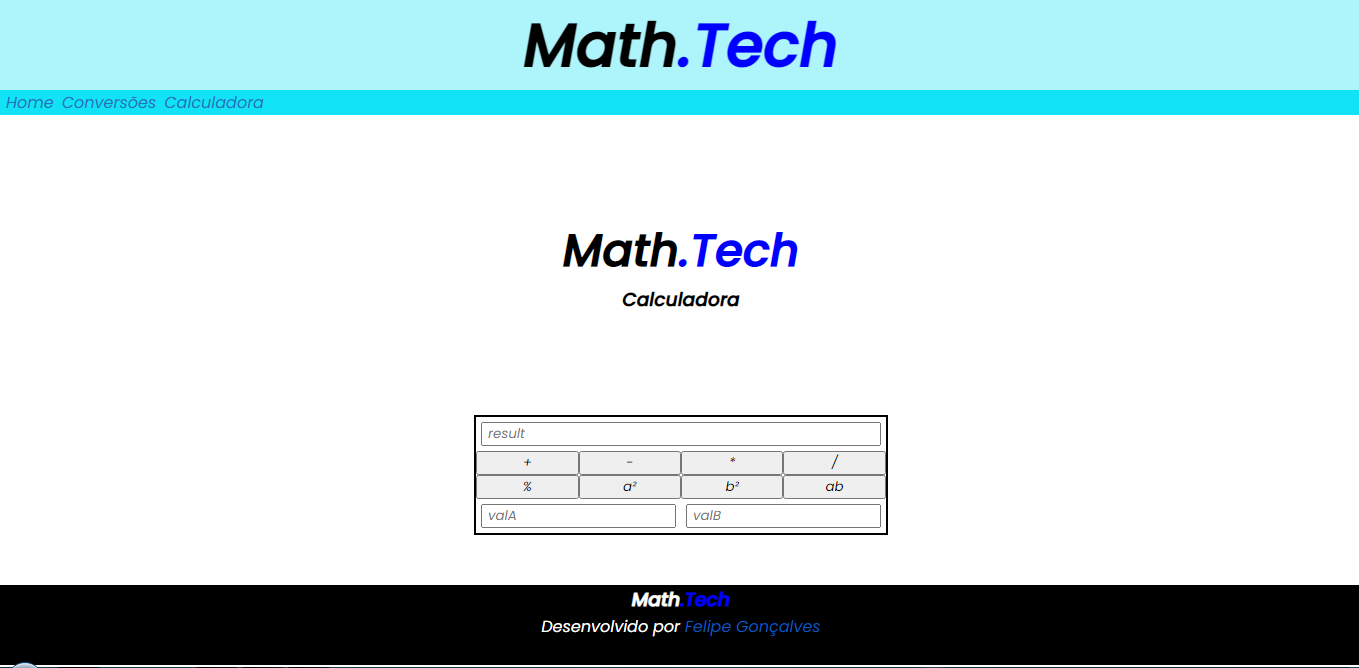 Math.Tech
Home Conversões Calculadora
Math.Tech
Calculadora
result
+ - * /
% a² b² ab
valA valB
Math.Tech
Desenvolvido por Felipe Gonçalves